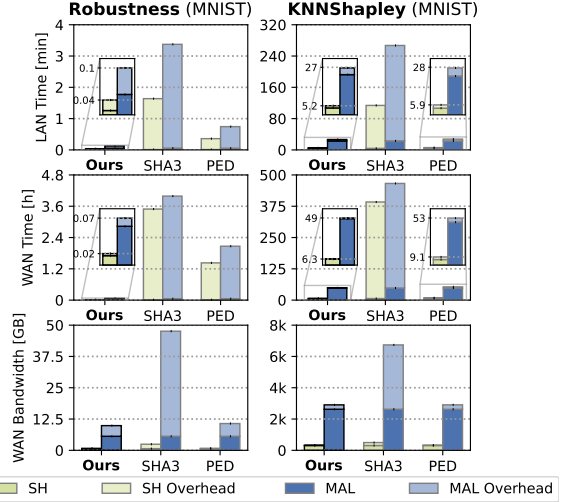 Robustness (MNIST) KNNShapley (MNIST)
LAN Time [min]
4
3
2
1
0
0.1
0.04
Ours SHA3 PED
320
240
160
80
0
27
5.2
28
5.9
Ours SHA3 PED
WAN Time [h]
4.8
3.6
2.4
1.2
0
0.07
0.02
Ours SHA3 PED
500
375
250
125
0
49
6.3
53
9.1
Ours SHA3 PED
WAN Bandwidth [GB]
50
37.5
25
12.5
0
Ours SHA3 PED
8k
6k
4k
2k
0
Ours SHA3 PED
SH SH Overhead MAL MAL Overhead